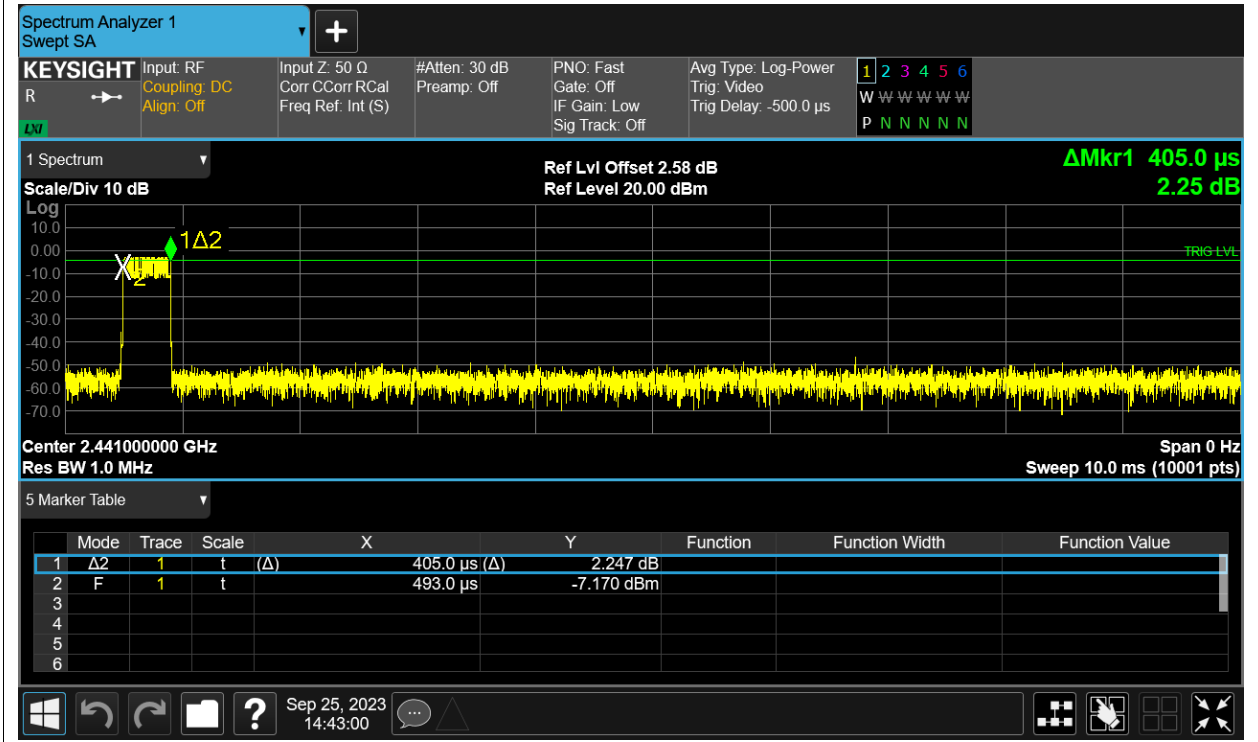 Spectrum Analyzer 1
Swept SA
KEYSIGHT
R
LXI
Input: RF
Coupling: DC
Align: Off
Input Z: 50 Ω
Corr CCorr RCal
Freq Ref: Int (S)
#Atten: 30 dB
Preamp: Off
PNO: Fast
Gate: Off
IF Gain: Low
Sig Track: Off
Avg Type: Log-Power
Trig: Video
Trig Delay: -500.0 µs
1 2 3 4 5 6
W W W W W W
P N N N N N
1 Spectrum
Scale/Div 10 dB
Ref Lvl Offset 2.58 dB
Ref Level 20.00 dBm
ΔMkr1 405.0 µs
2.25 dB
Log
10.0
0.00
-10.0
-20.0
-30.0
-40.0
-50.0
-60.0
-70.0
1Δ2
X
2
TRIG LVL
Center 2.441000000 GHz
Res BW 1.0 MHz
Span 0 Hz
Sweep 10.0 ms (10001 pts)
5 Marker Table
Mode Trace Scale X Y Function Function Width Function Value
1 Δ2 1 t (Δ) 405.0 µs (Δ) 2.247 dB
2 F 1 t 493.0 µs -7.170 dBm
3
4
5
6
?
Sep 25, 2023
14:43:00